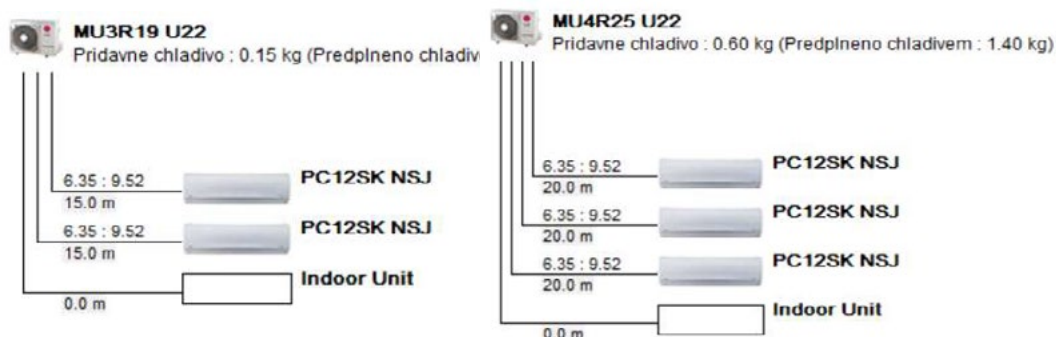 MU3R19 U22
Pridavne chladivo : 0.15 kg (Predplneno chladiv
6.35 : 9.52
15.0 m
PC12SK NSJ
6.35 : 9.52
15.0 m
PC12SK NSJ
0.0 m
Indoor Unit
MU4R25 U22
Pridavne chladivo : 0.60 kg (Predplneno chladivem : 1.40 kg)
6.35 : 9.52
20.0 m
PC12SK NSJ
6.35 : 9.52
20.0 m
PC12SK NSJ
6.35 : 9.52
20.0 m
PC12SK NSJ
0.0 m
Indoor Unit